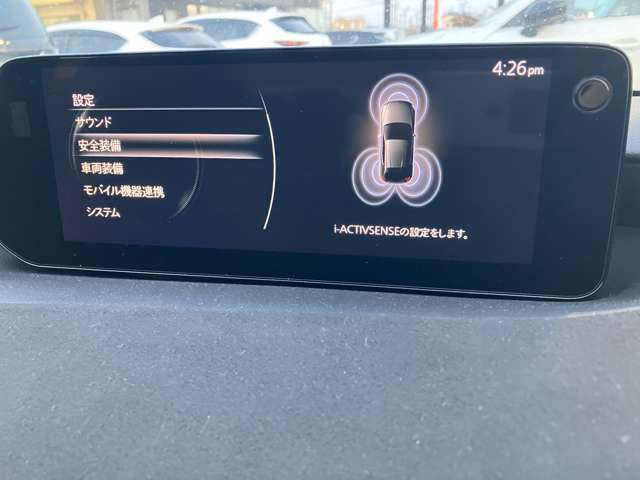 4:26pm
設定
サウンド
安全装備
車両装備
モバイル機器連携
システム
i-ACTIVSENSEの設定をします。